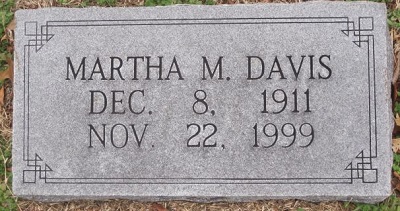 MARTHA M. DAVIS
DEC. 8, 1911
NOV. 22, 1999